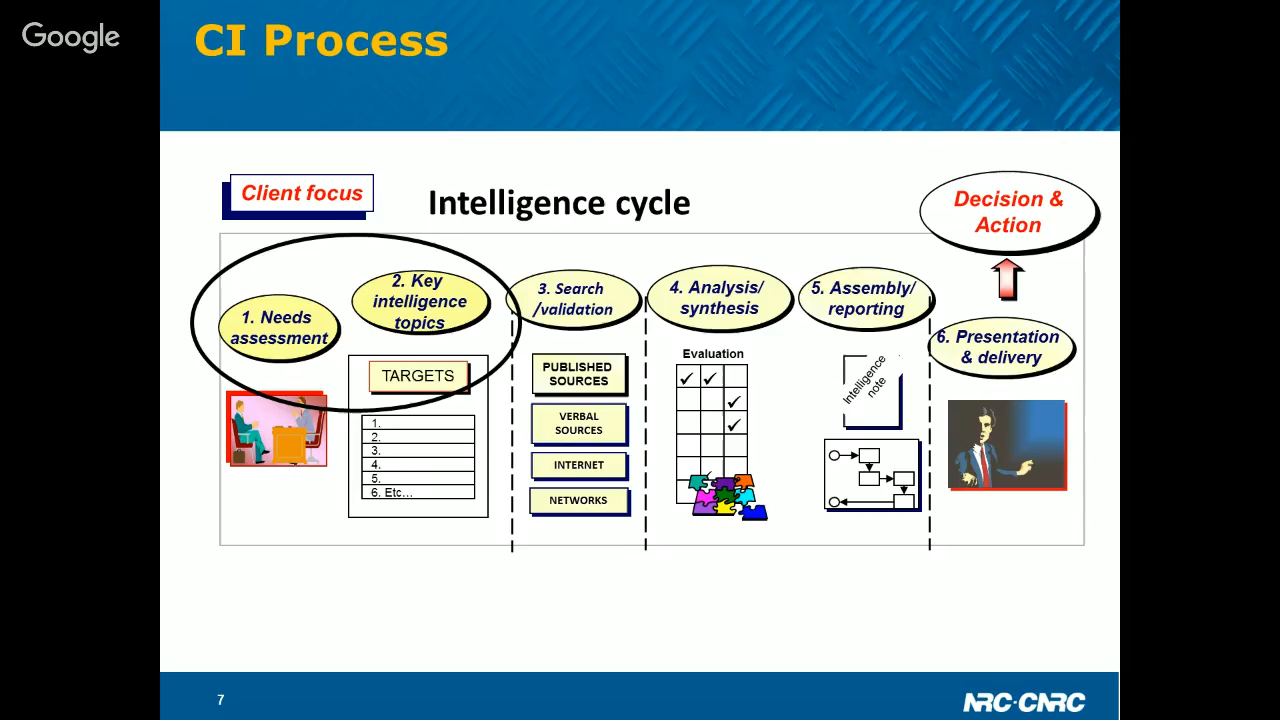 Google
CI Process
Client focus
Intelligence cycle
Decision &
Action
1. Needs
assessment
2. Key
intelligence
topics
3. Search
/validation
4. Analysis/
synthesis
5. Assembly/
reporting
6. Presentation
& delivery
TARGETS
1.
2.
3.
4.
5.
6. Etc...
PUBLISHED
SOURCES
VERBAL
SOURCES
INTERNET
NETWORKS
Evaluation
Intelligence
note
7
NRC·CNRC